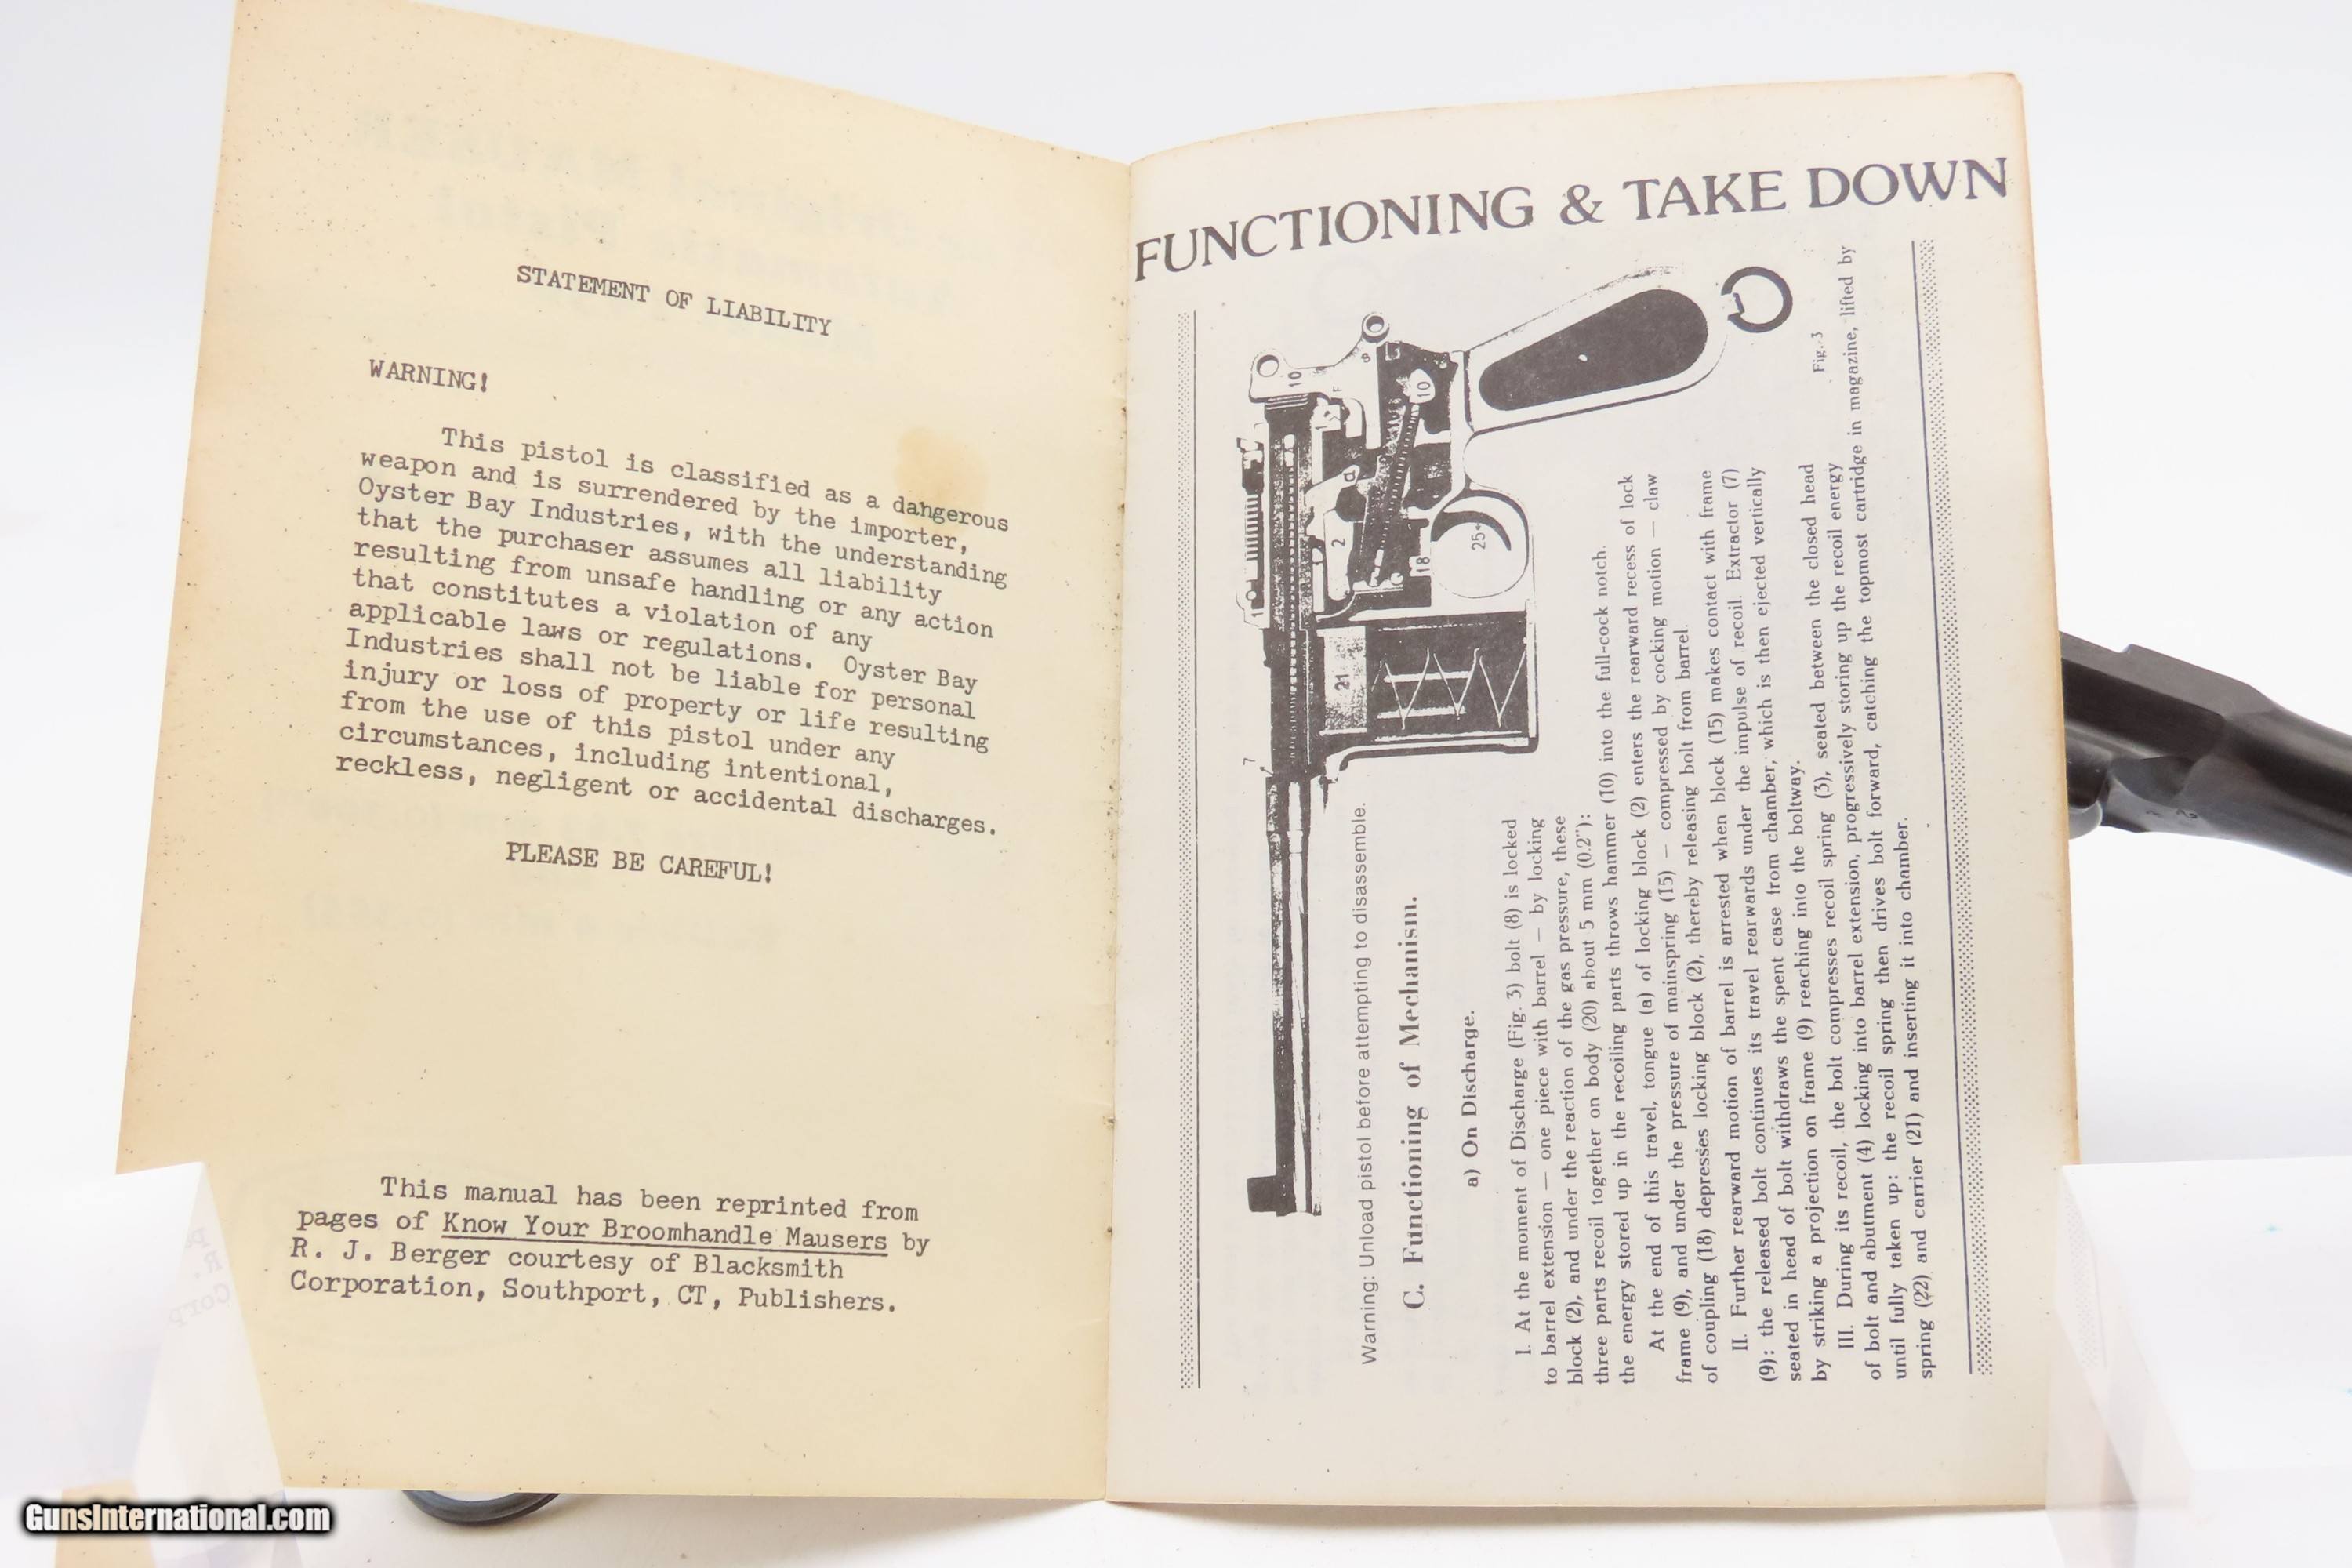 STATEMENT OF LIABILITY
WARNING!
This pistol is classified as a dangerous
weapon and is surrendered by the importer,
Oyster Bay Industries, with the understanding
that the purchaser assumes all liability
resulting from unsafe handling or any action
that constitutes a violation of any
applicable laws or regulations. Oyster Bay
Industries shall not be liable for personal
injury or loss of property or life resulting
from the use of this pistol under any
circumstances, including intentional,
reckless, negligent or accidental discharges.
PLEASE BE CAREFUL!
This manual has been reprinted from
pages of Know Your Broomhandle Mausers by
R. J. Berger courtesy of Blacksmith
Corporation, Southport, CT, Publishers.
FUNCTIONING & TAKE DOWN
10
10
a
2
1
18
25
21
7
Fig. 3
Warning: Unload pistol before attempting to disassemble.
C. Functioning of Mechanism.
a) On Discharge.
I. At the moment of Discharge (Fig. 3) bolt (8) is locked
to barrel extension — one piece with barrel — by locking
block (2), and under the reaction of the gas pressure, these
three parts recoil together on body (20) about 5 mm (0.2"):
the energy stored up in the recoiling parts throws hammer (10) into the full-cock notch.
At the end of this travel, tongue (a) of locking block (2) enters the rearward recess of lock
frame (9), and under the pressure of mainspring (15) — compressed by cocking motion — claw
of coupling (18) depresses locking block (2), thereby releasing bolt from barrel.
II. Further rearward motion of barrel is arrested when block (15) makes contact with frame
(9): the released bolt continues its travel rearwards under the impulse of recoil. Extractor (7)
seated in head of bolt withdraws the spent case from chamber, which is then ejected vertically
by striking a projection on frame (9) reaching into the boltway.
III. During its recoil, the bolt compresses recoil spring (3), seated between the closed head
of bolt and abutment (4) locking into barrel extension, progressively storing up the recoil energy
until fully taken up: the recoil spring then drives bolt forward, catching the topmost cartridge in magazine, lifted by
spring (22) and carrier (21) and inserting it into chamber.
GunsInternational.com